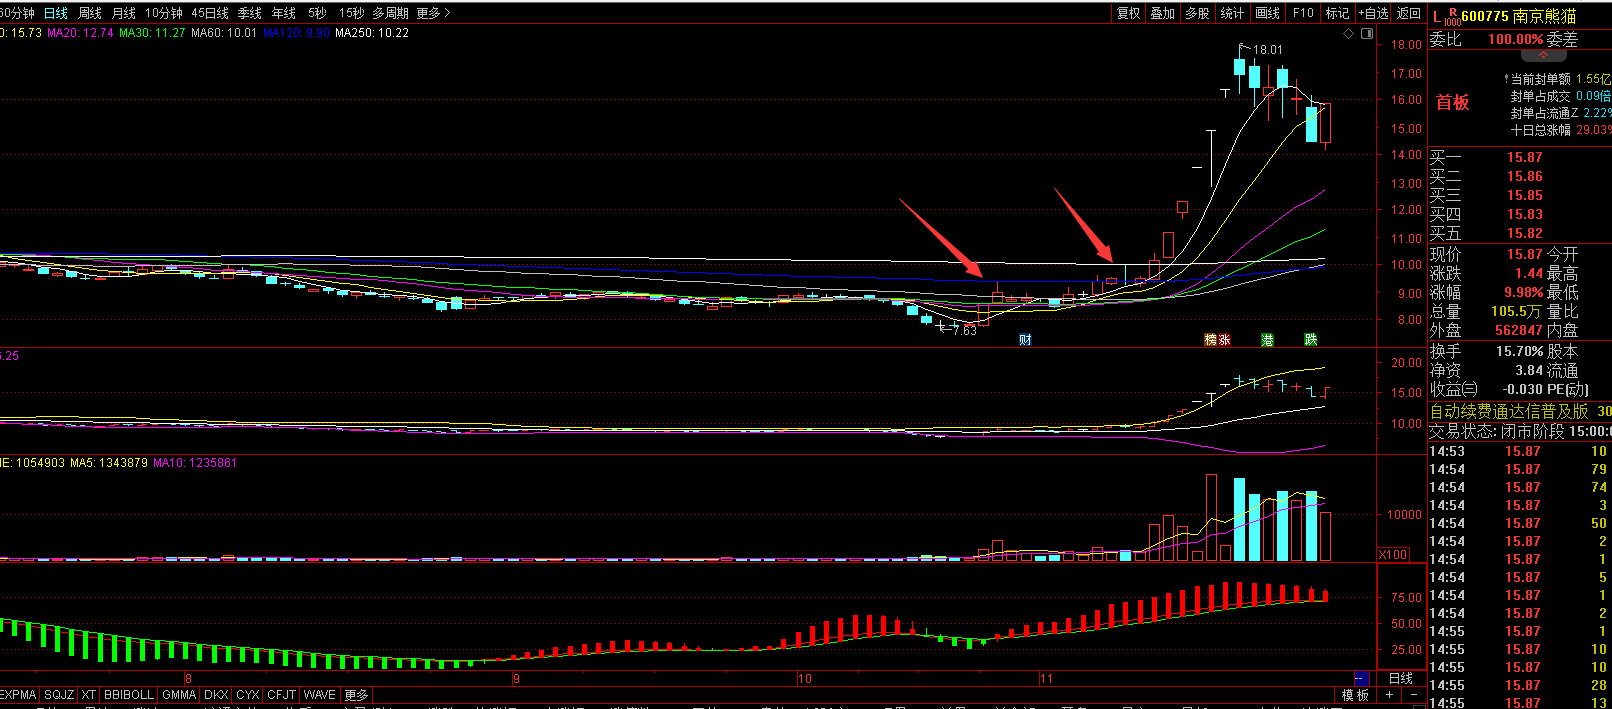 60分钟 日线 周线 月线 10分钟 45日线 季线 年线 5秒 15秒 多周期 更多>
复权 叠加 多股 统计 画线 F10 标记 +自选 返回
L R 1000 600775 南京熊猫
0: 15.73 MA20: 12.74 MA30: 11.27 MA60: 10.01 MA120: 9.90 MA250: 10.22
委比 100.00% 委差
首板
当前封单额 1.55亿
封单占成交 0.09倍
封单占流通Z 2.22%
十日总涨幅 29.03%
18.01
18.00
17.00
16.00
15.00
14.00
13.00
12.00
11.00
10.00
9.00
8.00
7.63
财 榜 涨 港 跌
买一 15.87
买二 15.86
买三 15.85
买四 15.83
买五 15.82
现价 15.87 今开
涨跌 1.44 最高
涨幅 9.98% 最低
总量 105.5万 量比
外盘 562847 内盘
换手 15.70% 股本
净资 3.84 流通
收益㈢ -0.030 PE(动)
自动续费通达信普及版 30
交易状态: 闭市阶段 15:00:0
6.25
20.00
15.00
10.00
ME: 1054903 MA5: 1343879 MA10: 1235861
10000
X100
75.00
50.00
25.00
14:53 15.87 10
14:54 15.87 79
14:54 15.87 74
14:54 15.87 3
14:54 15.87 50
14:54 15.87 2
14:54 15.87 1
14:54 15.87 5
14:54 15.87 1
14:54 15.87 2
14:55 15.87 1
14:55 15.87 10
14:55 15.87 10
14:55 15.87 28
14:55 15.87 13
8 9 10 11 -- 日线
EXPMA SQJZ XT BBIBOLL GMMA DKX CYX CFJT WAVE 更多
模板 + -